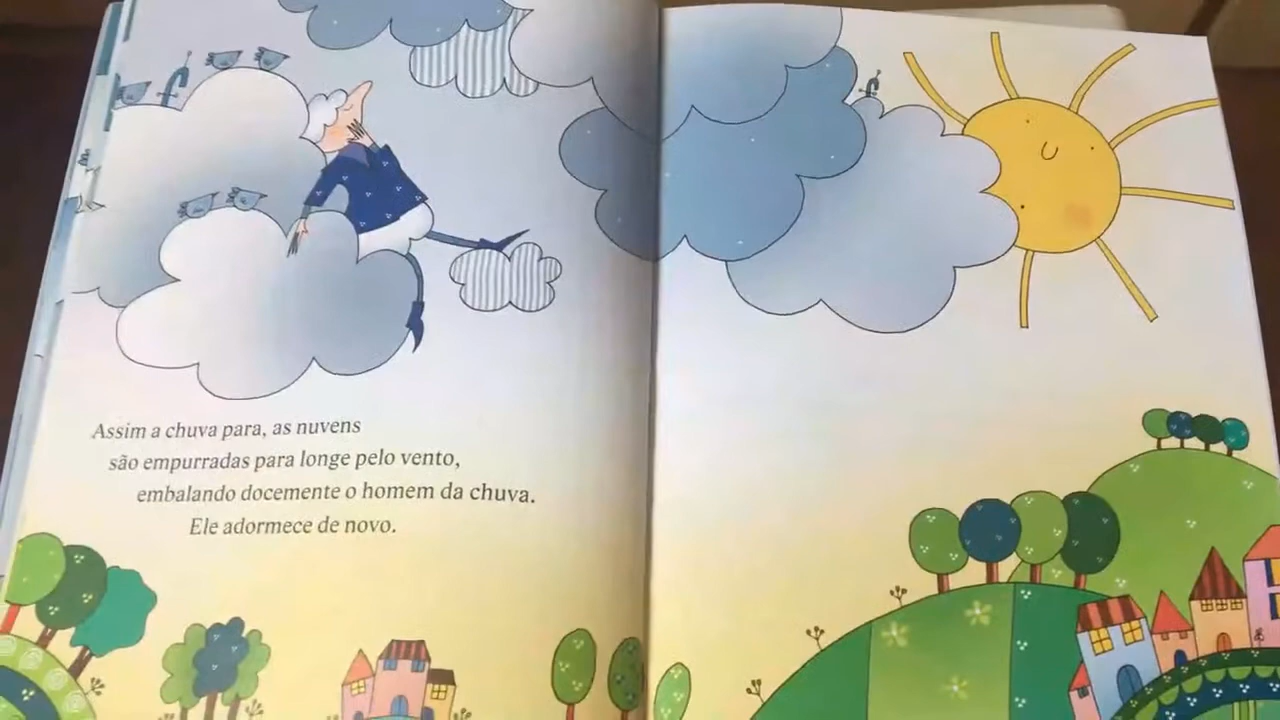 Assim a chuva para, as nuvens
são empurradas para longe pelo vento,
embalando docemente o homem da chuva.
Ele adormece de novo.